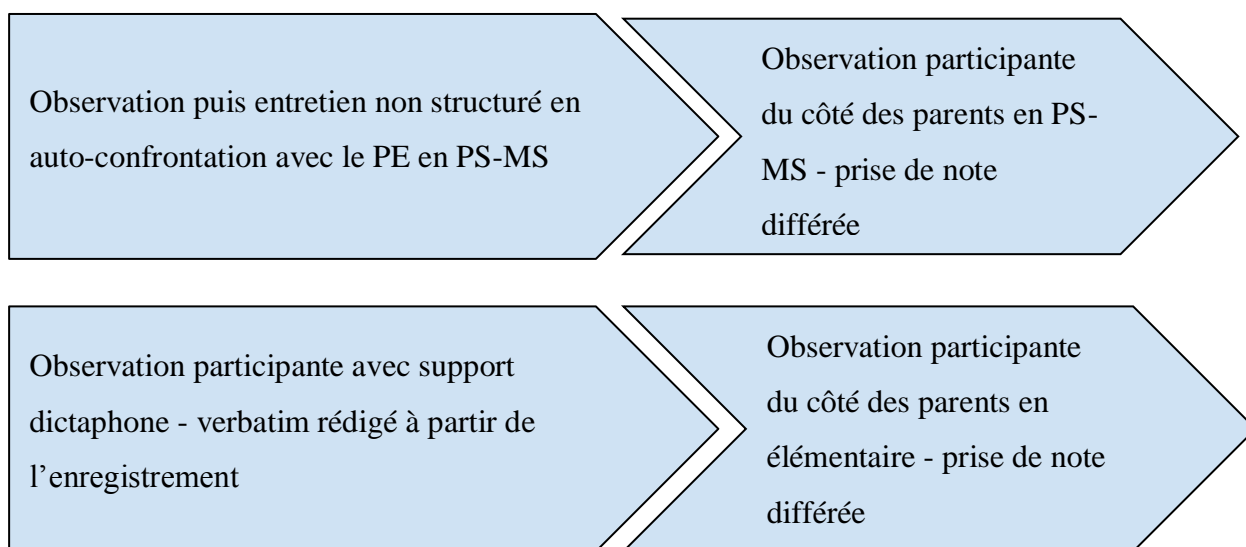 Observation puis entretien non structuré en
auto-confrontation avec le PE en PS-MS
Observation participante
du côté des parents en PS-
MS - prise de note
différée
Observation participante avec support
dictaphone - verbatim rédigé à partir de
l’enregistrement
Observation participante
du côté des parents en
élémentaire - prise de note
différée